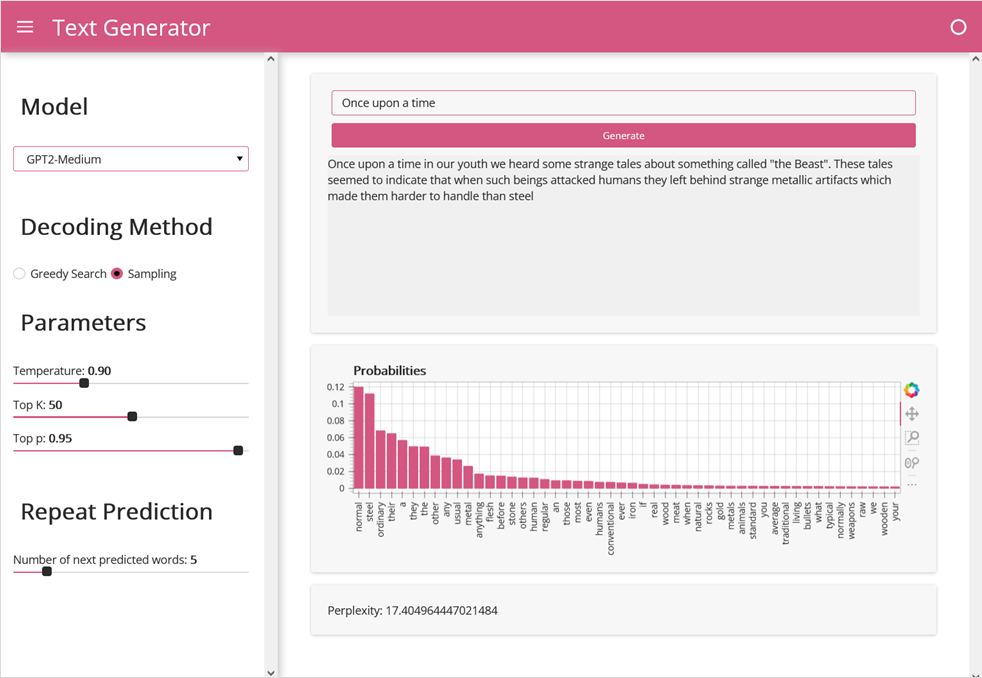 Text Generator
Model
GPT2-Medium
Decoding Method
Greedy Search
Sampling
Parameters
Temperature: 0.90
Top K: 50
Top p: 0.95
Repeat Prediction
Number of next predicted words: 5
Once upon a time
Generate
Once upon a time in our youth we heard some strange tales about something called "the Beast". These tales
seemed to indicate that when such beings attacked humans they left behind strange metallic artifacts which
made them harder to handle than steel
Probabilities
0.12
0.1
0.08
0.06
0.04
0.02
0
normal
steel
ordinary
their
a
they
the
other
any
usual
metal
anything
flesh
before
stone
others
human
regular
an
those
most
even
humans
conventional
ever
iron
if
real
wood
meat
when
natural
rocks
gold
metals
animals
standard
you
average
traditional
living
bullets
what
typical
normally
weapons
raw
we
wooden
your
Perplexity: 17.404964447021484